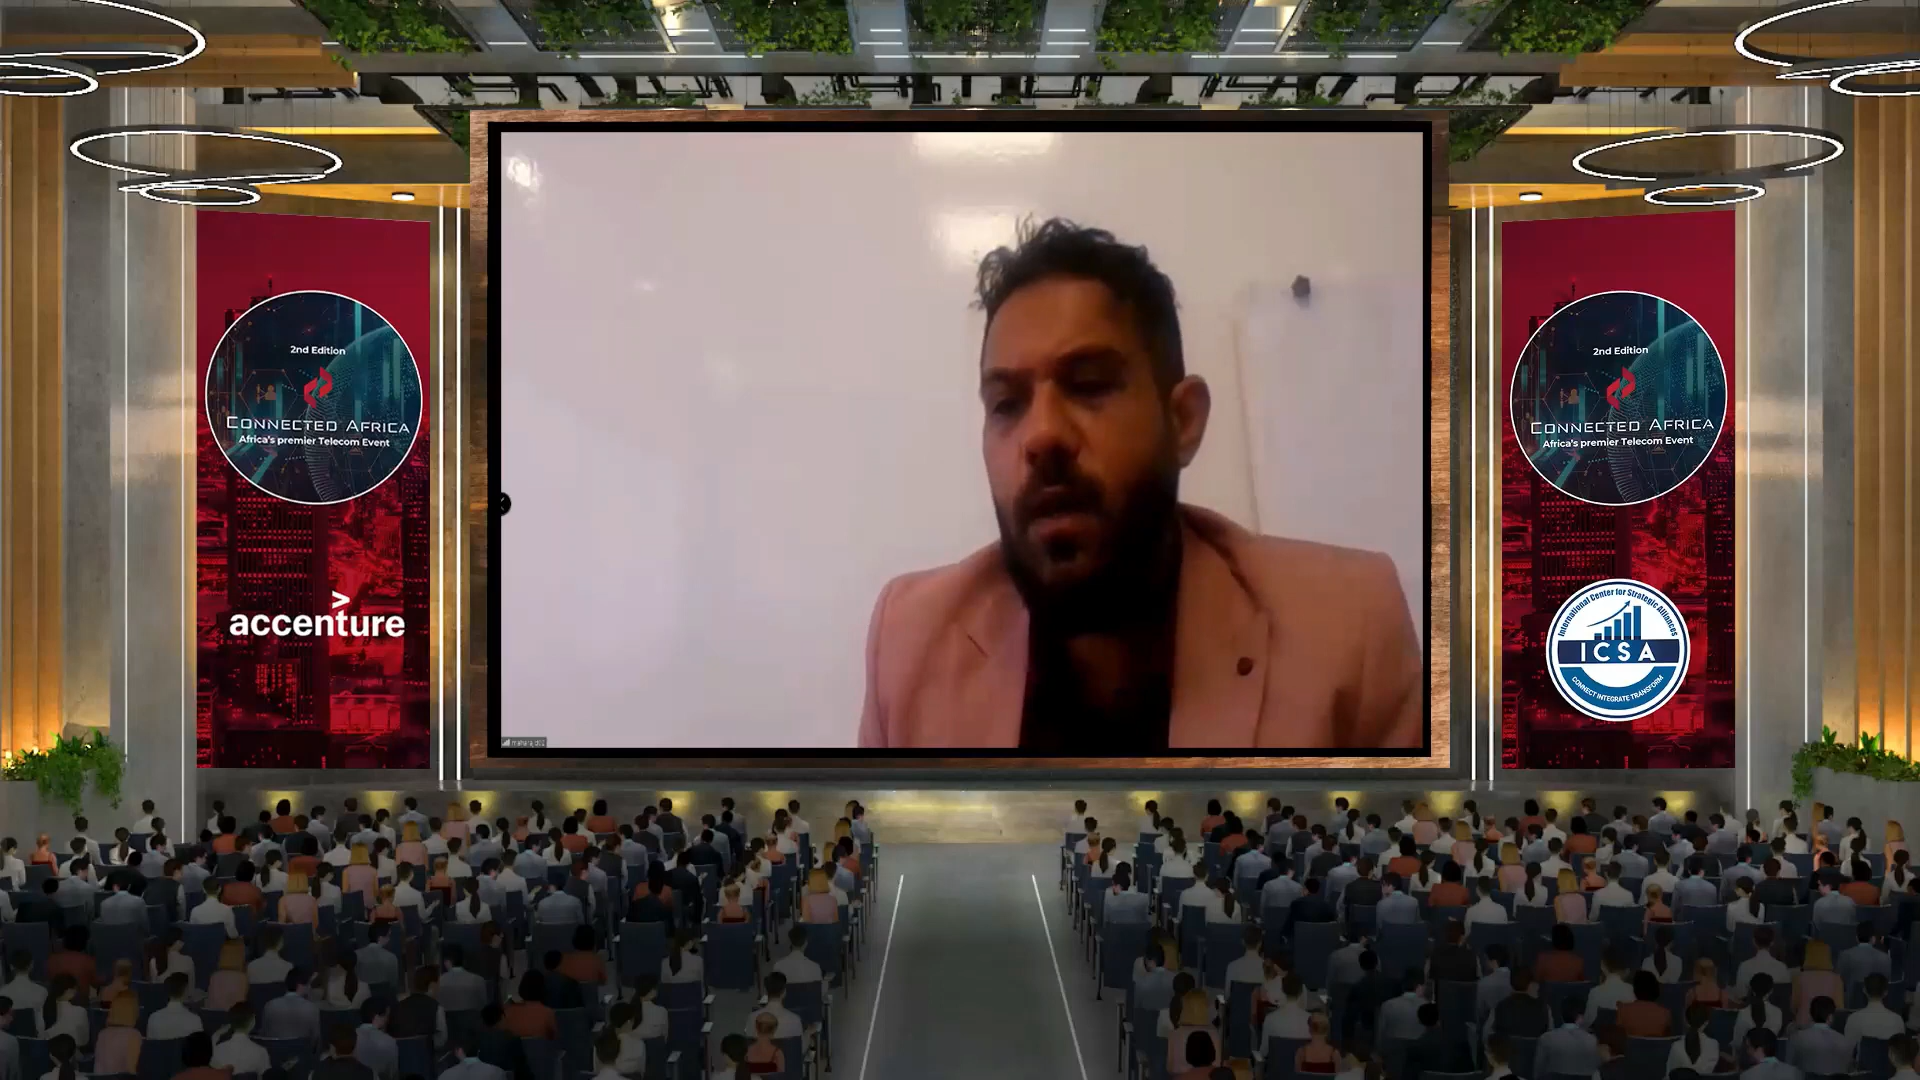 2nd Edition
CONNECTED AFRICA
Africa's premier Telecom Event
accenture
2nd Edition
CONNECTED AFRICA
Africa's premier Telecom Event
International Center for Strategic Alliances
ICSA
CONNECT INTEGRATE TRANSFORM